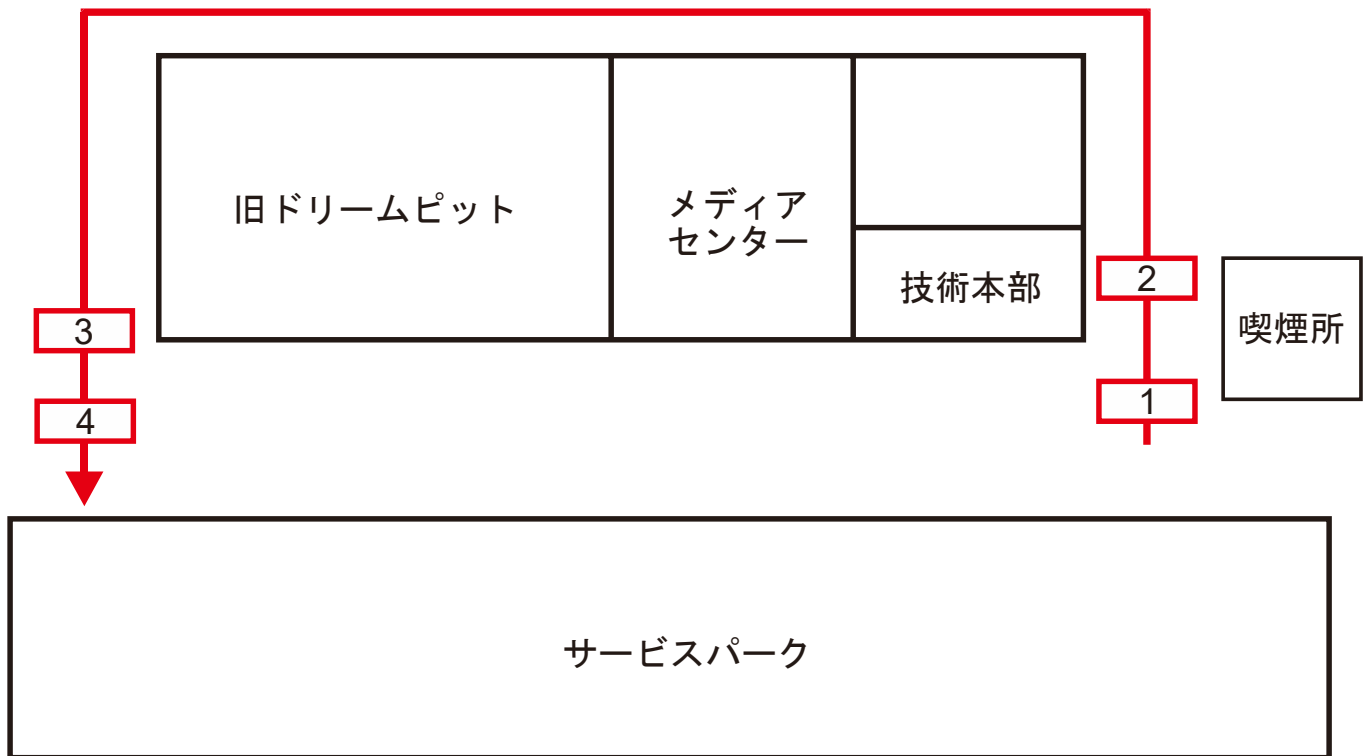 旧ドリームピット
メディア
センター
技術本部
2
喫煙所
3
1
4
サービスパーク